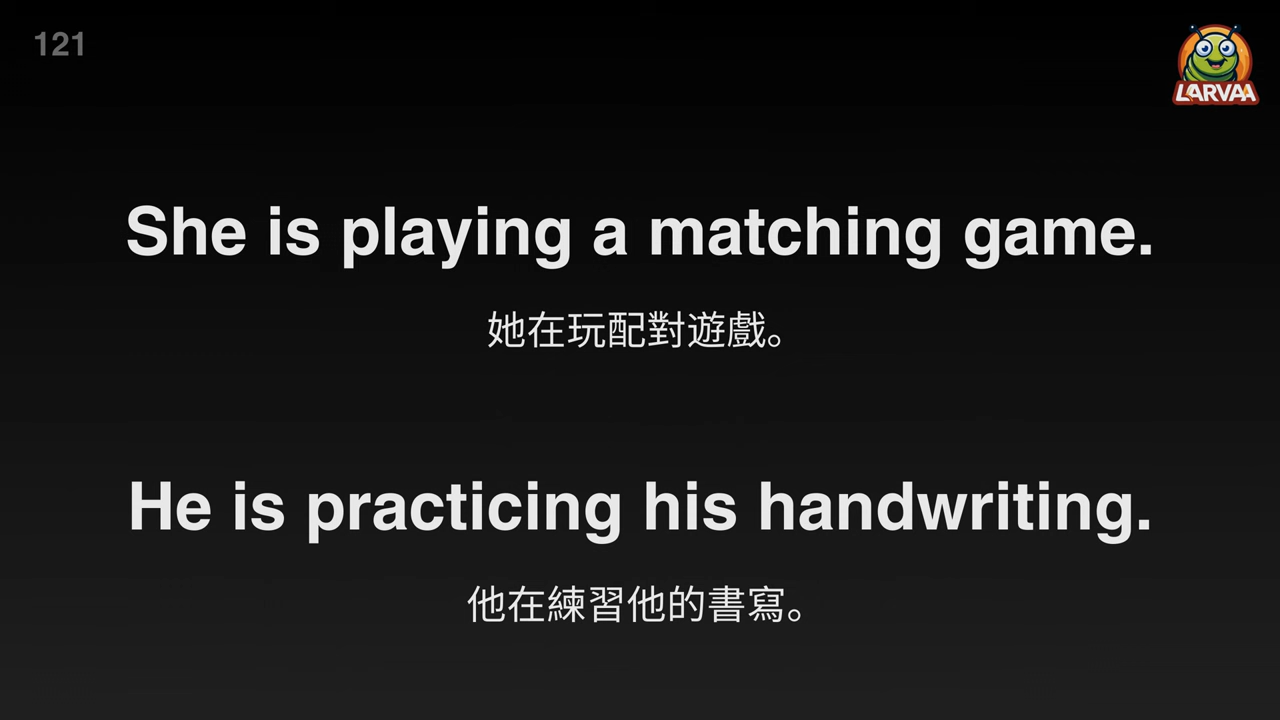 121
LARVAA
She is playing a matching game.
她在玩配對遊戲。
He is practicing his handwriting.
他在練習他的書寫。